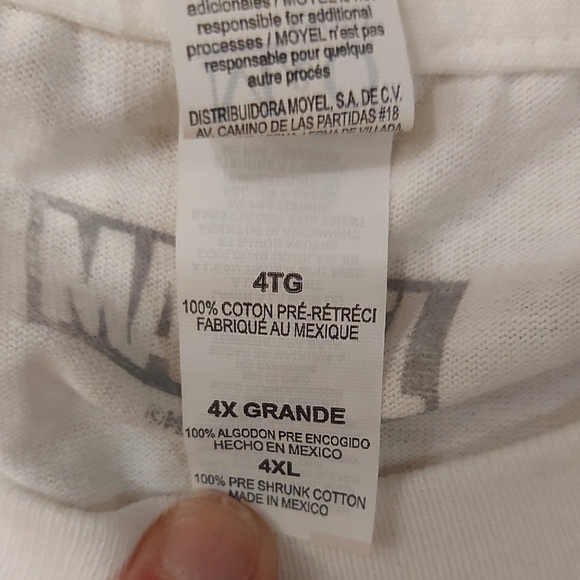 adicionales / MOYEL is not
responsible for additional
processes / MOYEL n'est pas
responsable pour quelque
autre procés
DISTRIBUIDORA MOYEL, S.A. DE C.V.
AV. CAMINO DE LAS PARTIDAS #18
4TG
100% COTON PRÉ-RÉTRÉCI
FABRIQUÉ AU MEXIQUE
4X GRANDE
100% ALGODON PRE ENCOGIDO
HECHO EN MEXICO
4XL
100% PRE SHRUNK COTTON
MADE IN MEXICO